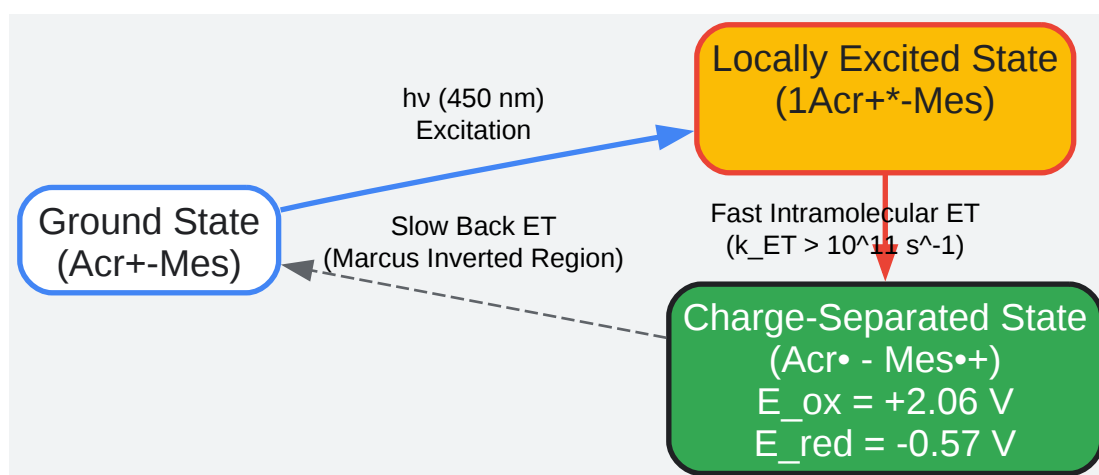 Locally Excited State
(1Acr+*-Mes)
hν (450 nm)
Excitation
Ground State
(Acr+-Mes)
Slow Back ET
(Marcus Inverted Region)
Fast Intramolecular ET
(k_ET > 10^11 s^-1)
Charge-Separated State
(Acr• - Mes•+)
E_ox = +2.06 V
E_red = -0.57 V